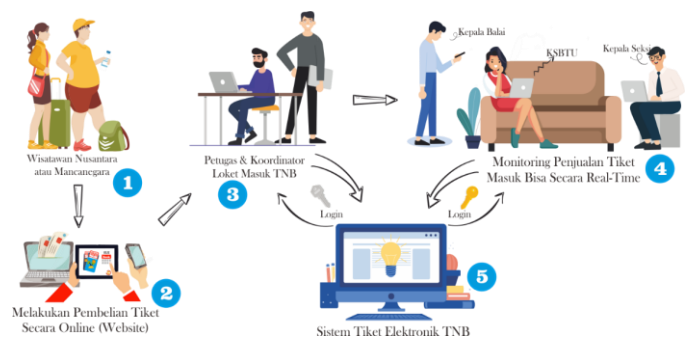 Wisatawan Nusantara
atau Mancanegara
1
Melakukan Pembelian Tiket
Secara Online (Website)
2
Petugas & Koordinator
Loket Masuk TNB
3
Kepala Balai
KSBTU
Kepala Seksi
Monitoring Penjualan Tiket
Masuk Bisa Secara Real-Time
4
Login
Login
5
Sistem Tiket Elektronik TNB